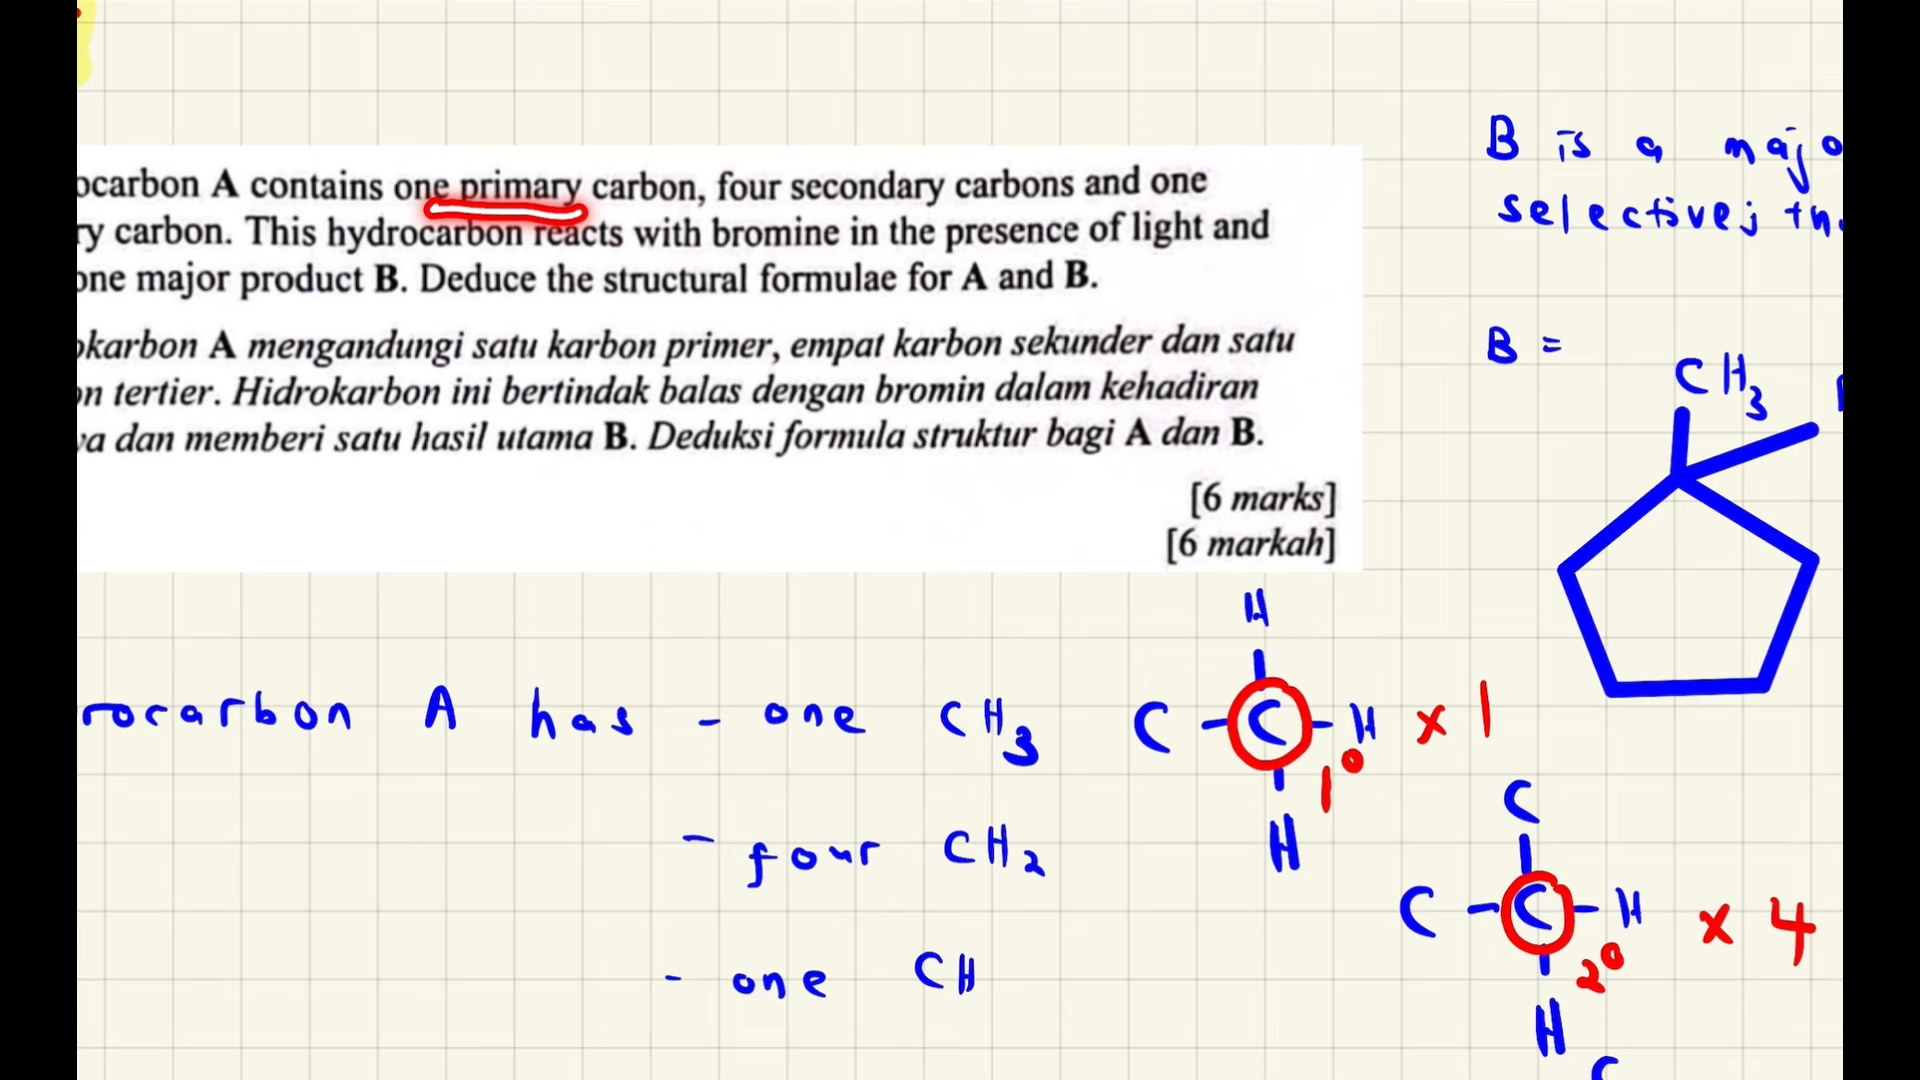 ocarbon A contains one primary carbon, four secondary carbons and one
ry carbon. This hydrocarbon reacts with bromine in the presence of light and
one major product B. Deduce the structural formulae for A and B.
okarbon A mengandungi satu karbon primer, empat karbon sekunder dan satu
on tertier. Hidrokarbon ini bertindak balas dengan bromin dalam kehadiran
ya dan memberi satu hasil utama B. Deduksi formula struktur bagi A dan B.
[6 marks]
[6 markah]
B is a majo
selective;
B =
CH3
rocarbon A has - one CH3
H
C - C - H x 1
1°
H
- four CH2
C
C - C - H x 4
2°
H
- one CH
C